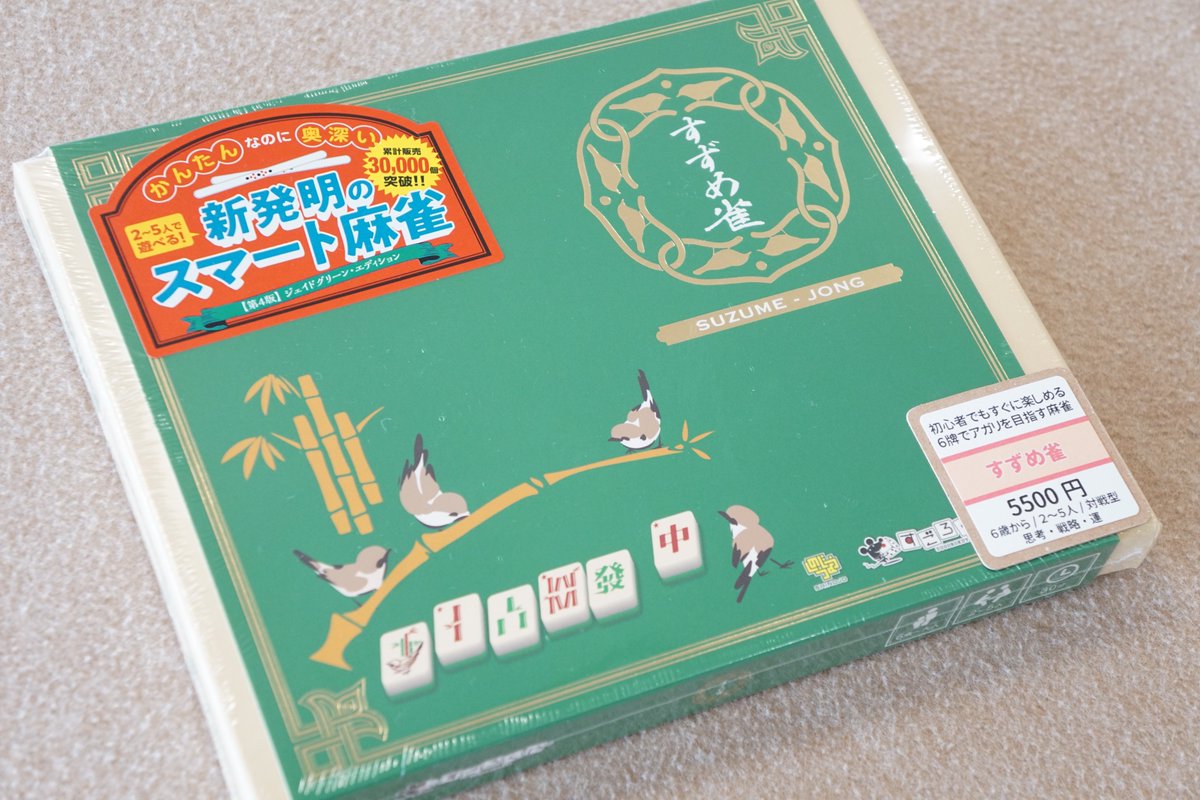 かんたんなのに奥深い
累計販売
30,000個
突破!!
2〜5人で
遊べる!
新発明の
スマート麻雀
【第4版】ジェイドグリーン・エディション
すずめ雀
SUZUME - JONG
發
中
初心者でもすぐに楽しめる
6牌でアガリを目指す麻雀
すずめ雀
5500円
6歳から/2〜5人/対戦型
思考・戦略・運
すごろ